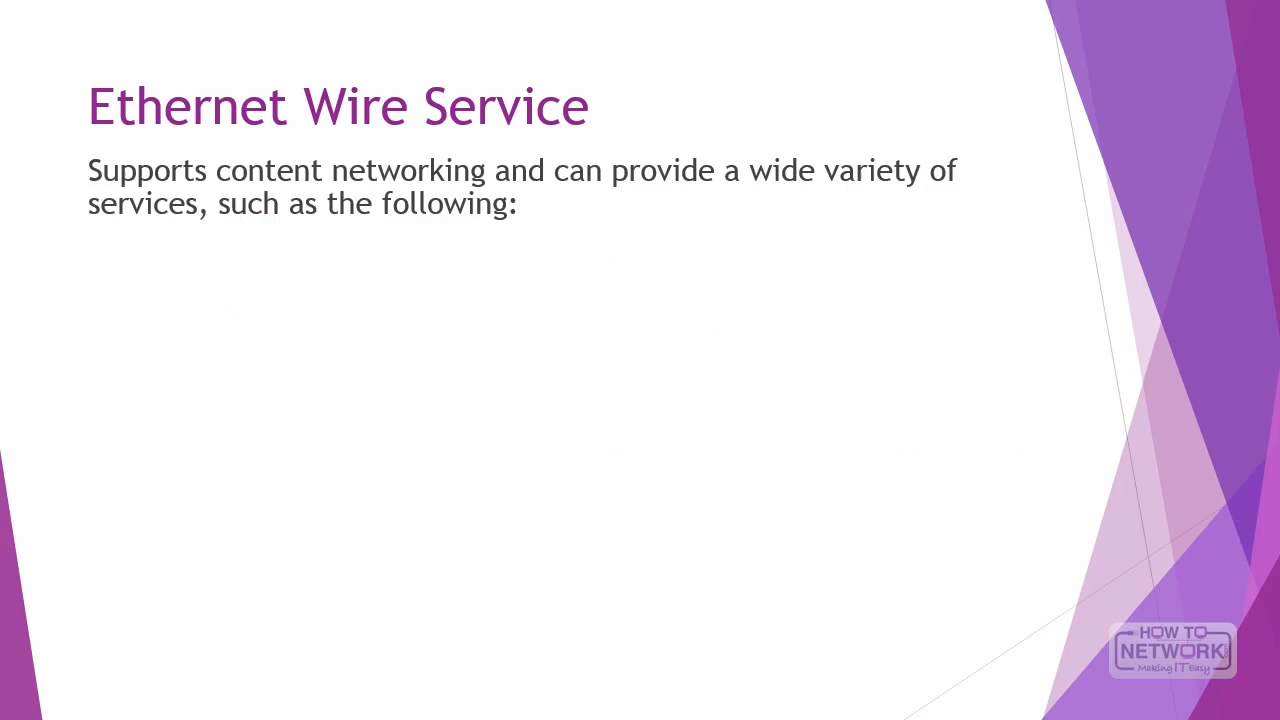 Ethernet Wire Service
Supports content networking and can provide a wide variety of
services, such as the following:
HOW TO
NETWORK
Making IT Easy